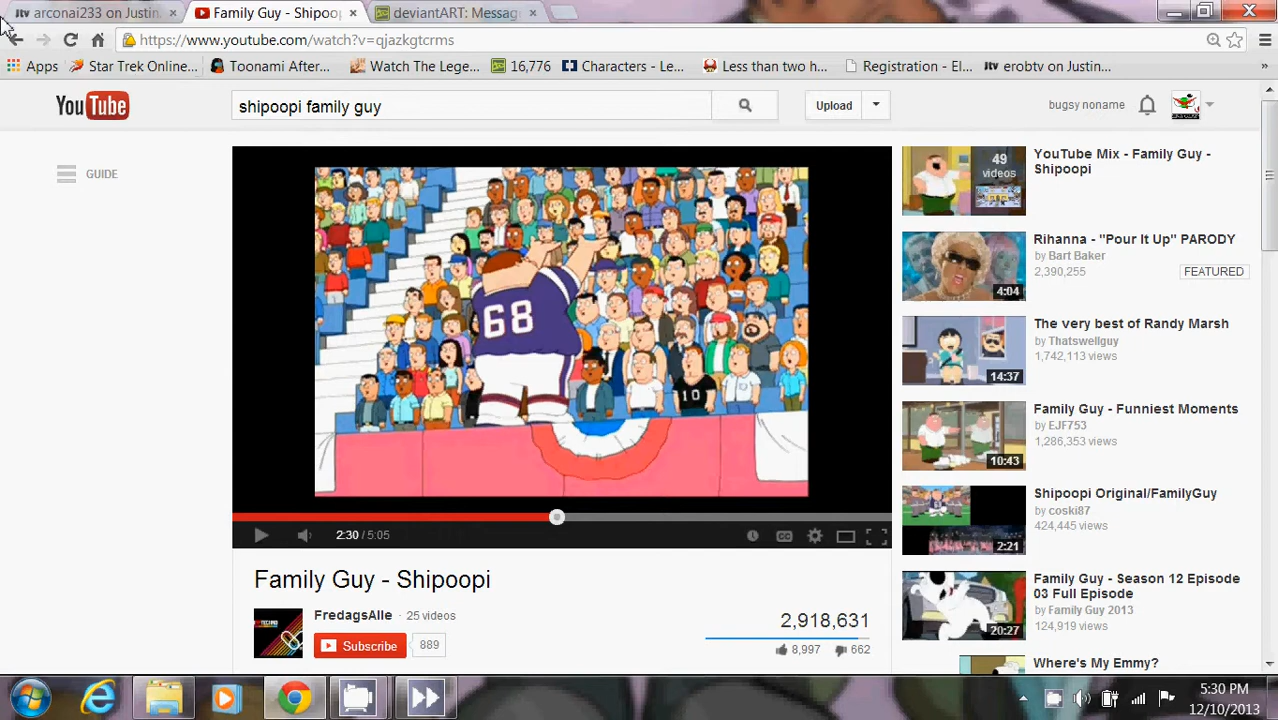 jtv arconai233 on Justin.
Family Guy - Shipoo
deviantART: Messag
https://www.youtube.com/watch?v=qjazkgtcrms
Apps
Star Trek Online...
Toonami After...
Watch The Lege...
16,776
Characters - Le...
Less than two h...
Registration - El...
jtv erobtv on Justin...
»
YouTube
shipoopi family guy
Upload
bugsy noname
GUIDE
68
10
2:30 / 5:05
CC
Family Guy - Shipoopi
FredagsAlle · 25 videos
Subscribe 889
2,918,631
8,997 662
49 videos
YouTube Mix - Family Guy -
Shipoopi
Rihanna - "Pour It Up" PARODY
by Bart Baker
2,390,255
FEATURED
4:04
The very best of Randy Marsh
by Thatswellguy
1,742,113 views
14:37
Family Guy - Funniest Moments
by EJF753
1,286,353 views
10:43
Shipoopi Original/FamilyGuy
by coski87
424,445 views
2:21
Family Guy - Season 12 Episode
03 Full Episode
by Family Guy 2013
124,919 views
20:27
Where's My Emmy?
5:30 PM
12/10/2013